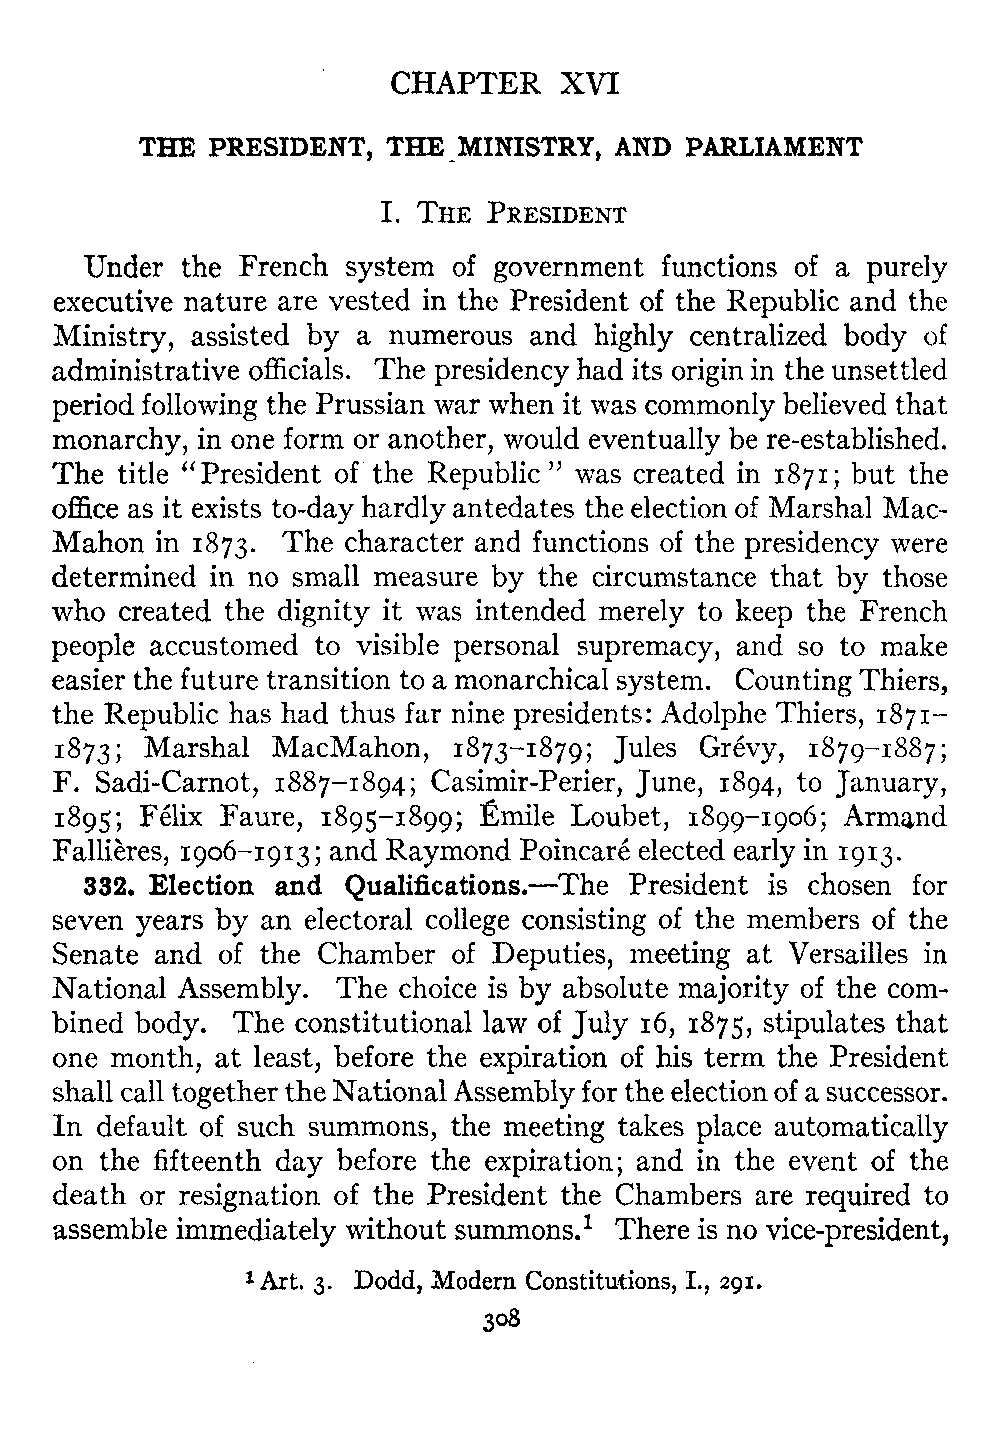 CHAPTER XVI
THE PRESIDENT, THE MINISTRY, AND PARLIAMENT
I. The President
Under the French system of government functions of a purely
executive nature are vested in the President of the Republic and the
Ministry, assisted by a numerous and highly centralized body of
administrative officials. The presidency had its origin in the unsettled
period following the Prussian war when it was commonly believed that
monarchy, in one form or another, would eventually be re-established.
The title "President of the Republic" was created in 1871; but the
office as it exists to-day hardly antedates the election of Marshal Mac-
Mahon in 1873. The character and functions of the presidency were
determined in no small measure by the circumstance that by those
who created the dignity it was intended merely to keep the French
people accustomed to visible personal supremacy, and so to make
easier the future transition to a monarchical system. Counting Thiers,
the Republic has had thus far nine presidents: Adolphe Thiers, 1871–
1873; Marshal MacMahon, 1873–1879; Jules Grévy, 1879–1887;
F. Sadi-Carnot, 1887–1894; Casimir-Perier, June, 1894, to January,
1895; Félix Faure, 1895–1899; Émile Loubet, 1899–1906; Armand
Fallières, 1906–1913; and Raymond Poincaré elected early in 1913.
332. Election and Qualifications.—The President is chosen for
seven years by an electoral college consisting of the members of the
Senate and of the Chamber of Deputies, meeting at Versailles in
National Assembly. The choice is by absolute majority of the com-
bined body. The constitutional law of July 16, 1875, stipulates that
one month, at least, before the expiration of his term the President
shall call together the National Assembly for the election of a successor.
In default of such summons, the meeting takes place automatically
on the fifteenth day before the expiration; and in the event of the
death or resignation of the President the Chambers are required to
assemble immediately without summons.¹ There is no vice-president,
¹ Art. 3. Dodd, Modern Constitutions, I., 291.
308